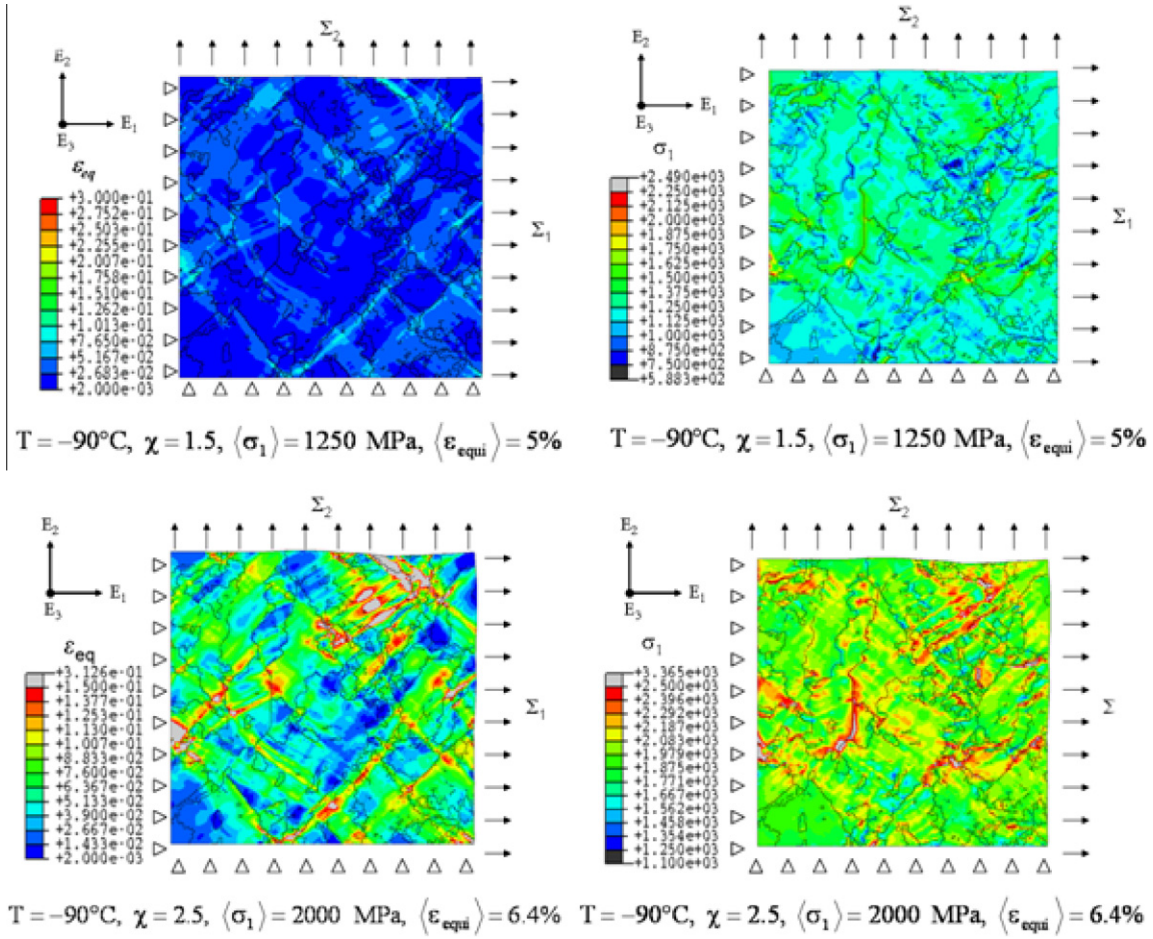 Σ₂
E₂
E₁
E₃
ε_eq
+3.000e-01
+2.752e-01
+2.503e-01
+2.255e-01
+2.007e-01
+1.758e-01
+1.510e-01
+1.262e-01
+1.013e-01
+7.650e-02
+5.167e-02
+2.683e-02
+2.000e-03
Σ₁
T = −90°C, χ = 1.5, ⟨σ₁⟩ = 1250 MPa, ⟨ε_equi⟩ = 5%
Σ₂
E₂
E₁
E₃
σ₁
+2.490e+03
+2.250e+03
+2.125e+03
+2.000e+03
+1.875e+03
+1.750e+03
+1.625e+03
+1.500e+03
+1.375e+03
+1.250e+03
+1.125e+03
+1.000e+03
+8.750e+02
+7.500e+02
+5.883e+02
Σ₁
T = −90°C, χ = 1.5, ⟨σ₁⟩ = 1250 MPa, ⟨ε_equi⟩ = 5%
Σ₂
E₂
E₁
E₃
ε_eq
+3.126e-01
+1.500e-01
+1.377e-01
+1.253e-01
+1.130e-01
+1.007e-01
+8.833e-02
+7.600e-02
+6.367e-02
+5.133e-02
+3.900e-02
+2.667e-02
+1.433e-02
+2.000e-03
Σ₁
T = −90°C, χ = 2.5, ⟨σ₁⟩ = 2000 MPa, ⟨ε_equi⟩ = 6.4%
Σ₂
E₂
E₁
E₃
σ₁
+3.365e+03
+2.500e+03
+2.396e+03
+2.292e+03
+2.187e+03
+2.083e+03
+1.979e+03
+1.875e+03
+1.771e+03
+1.667e+03
+1.562e+03
+1.458e+03
+1.354e+03
+1.250e+03
+1.100e+03
Σ
T = −90°C, χ = 2.5, ⟨σ₁⟩ = 2000 MPa, ⟨ε_equi⟩ = 6.4%